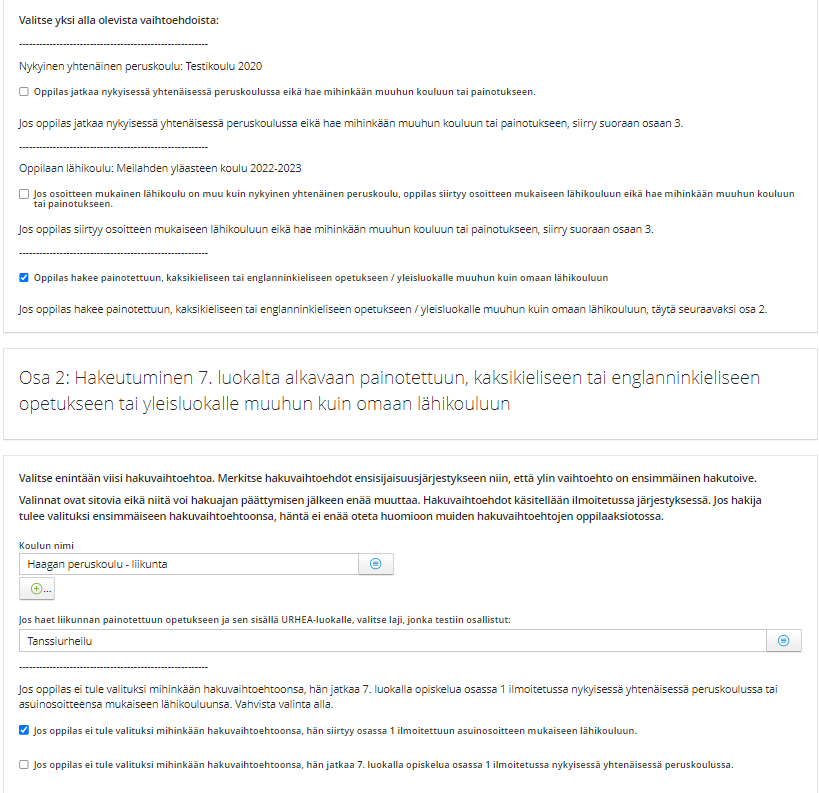 Valitse yksi alla olevista vaihtoehdoista:
--------------------------------------------------------
Nykyinen yhtenäinen peruskoulu: Testikoulu 2020
Oppilas jatkaa nykyisessä yhtenäisessä peruskoulussa eikä hae mihinkään muuhun kouluun tai painotukseen.
Jos oppilas jatkaa nykyisessä yhtenäisessä peruskoulussa eikä hae mihinkään muuhun kouluun tai painotukseen, siirry suoraan osaan 3.
--------------------------------------------------------
Oppilaan lähikoulu: Meilahden yläasteen koulu 2022-2023
Jos osoitteen mukainen lähikoulu on muu kuin nykyinen yhtenäinen peruskoulu, oppilas siirtyy osoitteen mukaiseen lähikouluun eikä hae mihinkään muuhun kouluun
tai painotukseen.
Jos oppilas siirtyy osoitteen mukaiseen lähikouluun eikä hae mihinkään muuhun kouluun tai painotukseen, siirry suoraan osaan 3.
--------------------------------------------------------
Oppilas hakee painotettuun, kaksikieliseen tai englanninkieliseen opetukseen / yleisluokalle muuhun kuin omaan lähikouluun
Jos oppilas hakee painotettuun, kaksikieliseen tai englanninkieliseen opetukseen / yleisluokalle muuhun kuin omaan lähikouluun, täytä seuraavaksi osa 2.
Osa 2: Hakeutuminen 7. luokalta alkavaan painotettuun, kaksikieliseen tai englanninkieliseen
opetukseen tai yleisluokalle muuhun kuin omaan lähikouluun
Valitse enintään viisi hakuvaihtoehtoa. Merkitse hakuvaihtoehdot ensisijaisuusjärjestykseen niin, että ylin vaihtoehto on ensimmäinen hakutoive.
Valinnat ovat sitovia eikä niitä voi hakuajan päättymisen jälkeen enää muuttaa. Hakuvaihtoehdot käsitellään ilmoitetussa järjestyksessä. Jos hakija
tulee valituksi ensimmäiseen hakuvaihtoehtoonsa, häntä ei enää oteta huomioon muiden hakuvaihtoehtojen oppilaaksiotossa.
Koulun nimi
Haagan peruskoulu - liikunta
...
Jos haet liikunnan painotettuun opetukseen ja sen sisällä URHEA-luokalle, valitse laji, jonka testiin osallistut:
Tanssiurheilu
--------------------------------------------------------
Jos oppilas ei tule valituksi mihinkään hakuvaihtoehtoonsa, hän jatkaa 7. luokalla opiskelua osassa 1 ilmoitetussa nykyisessä yhtenäisessä peruskoulussa tai
asuinosoitteensa mukaiseen lähikouluunsa. Vahvista valinta alla.
Jos oppilas ei tule valituksi mihinkään hakuvaihtoehtoonsa, hän siirtyy osassa 1 ilmoitettuun asuinosoitteen mukaiseen lähikouluun.
Jos oppilas ei tule valituksi mihinkään hakuvaihtoehtoonsa, hän jatkaa 7. luokalla opiskelua osassa 1 ilmoitetussa nykyisessä yhtenäisessä peruskoulussa.